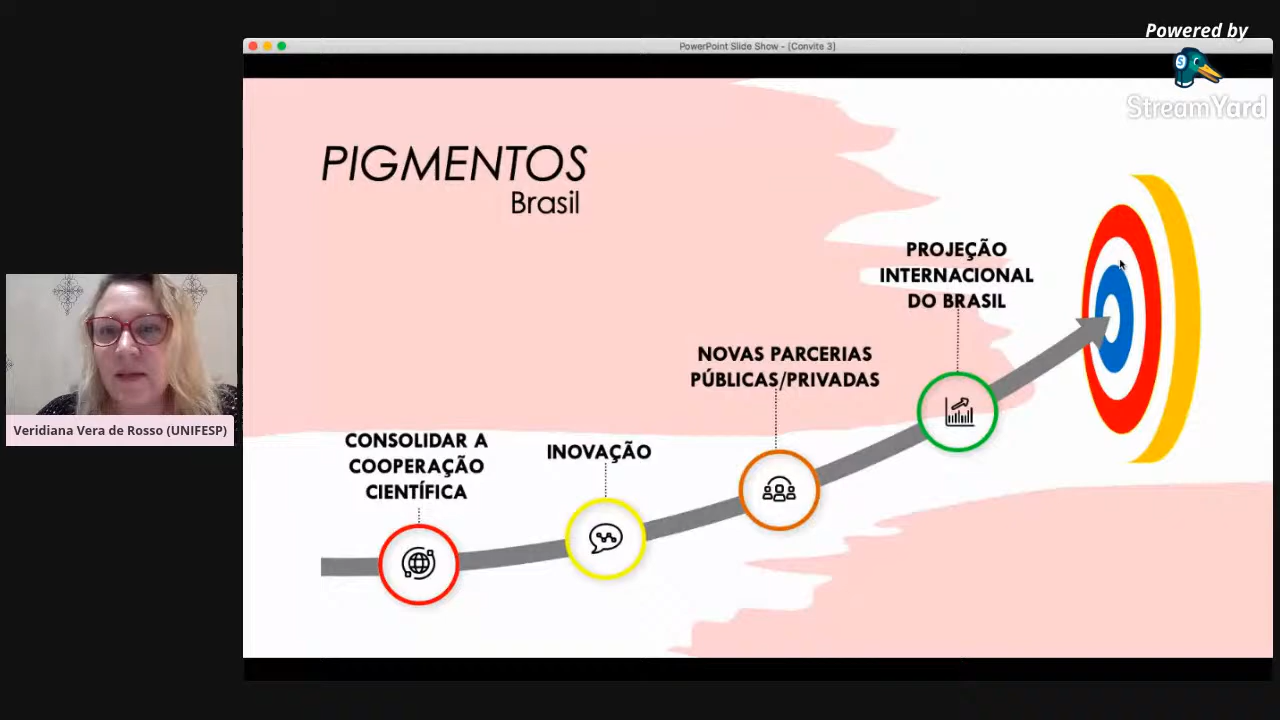 PowerPoint Slide Show - [Convite 3]
Powered by
StreamYard
PIGMENTOS
Brasil
PROJEÇÃO
INTERNACIONAL
DO BRASIL
NOVAS PARCERIAS
PÚBLICAS/PRIVADAS
CONSOLIDAR A
COOPERAÇÃO
CIENTÍFICA
INOVAÇÃO
Veridiana Vera de Rosso (UNIFESP)